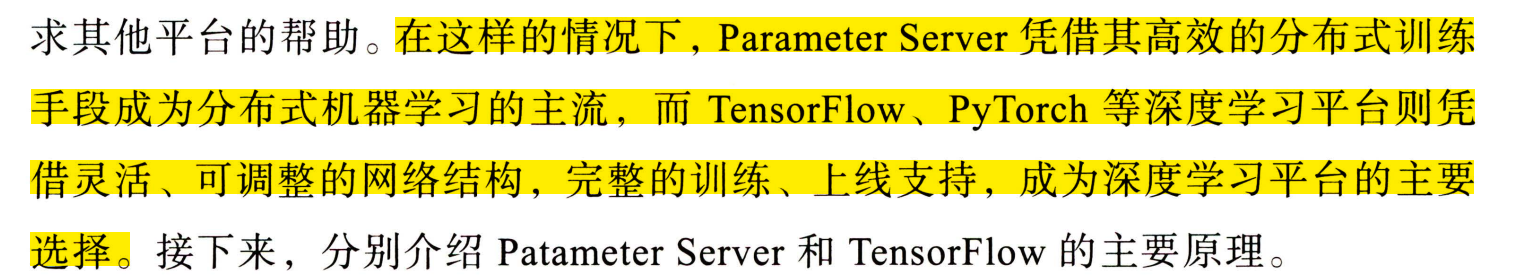 求其他平台的帮助。在这样的情况下，Parameter Server 凭借其高效的分布式训练
手段成为分布式机器学习的主流，而 TensorFlow、PyTorch 等深度学习平台则凭
借灵活、可调整的网络结构，完整的训练、上线支持，成为深度学习平台的主要
选择。接下来，分别介绍 Patameter Server 和 TensorFlow 的主要原理。